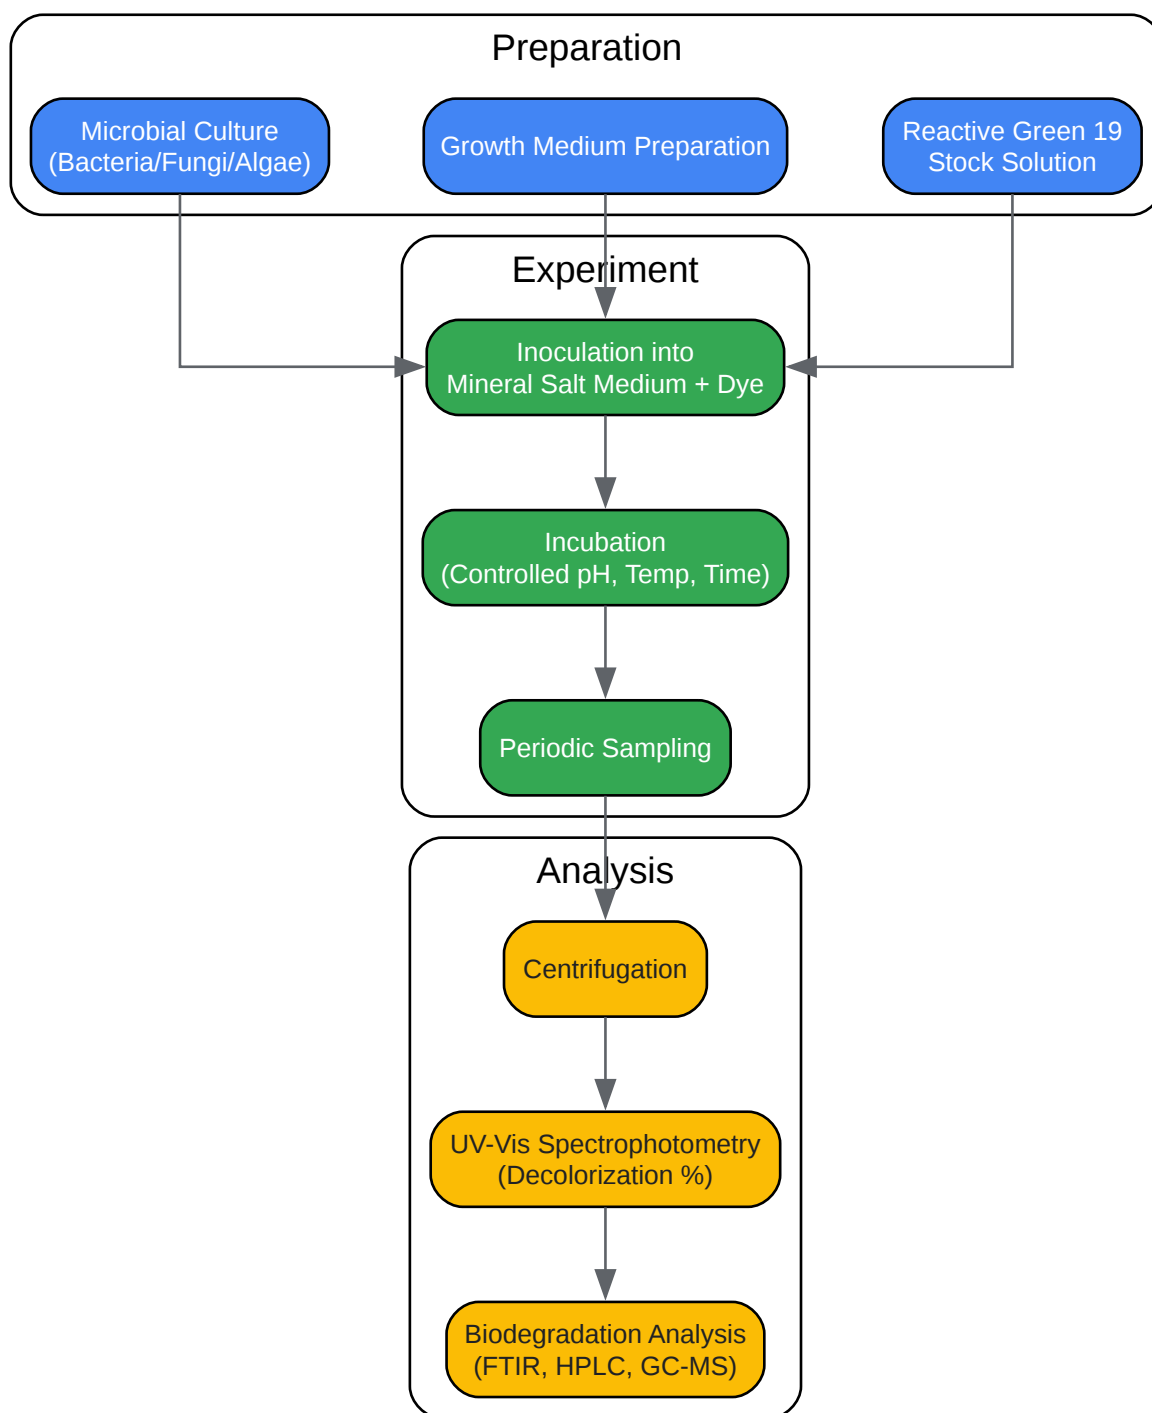 Preparation
Microbial Culture
(Bacteria/Fungi/Algae)
Growth Medium Preparation
Reactive Green 19
Stock Solution
Experiment
Inoculation into
Mineral Salt Medium + Dye
Incubation
(Controlled pH, Temp, Time)
Periodic Sampling
Analysis
Centrifugation
UV-Vis Spectrophotometry
(Decolorization %)
Biodegradation Analysis
(FTIR, HPLC, GC-MS)